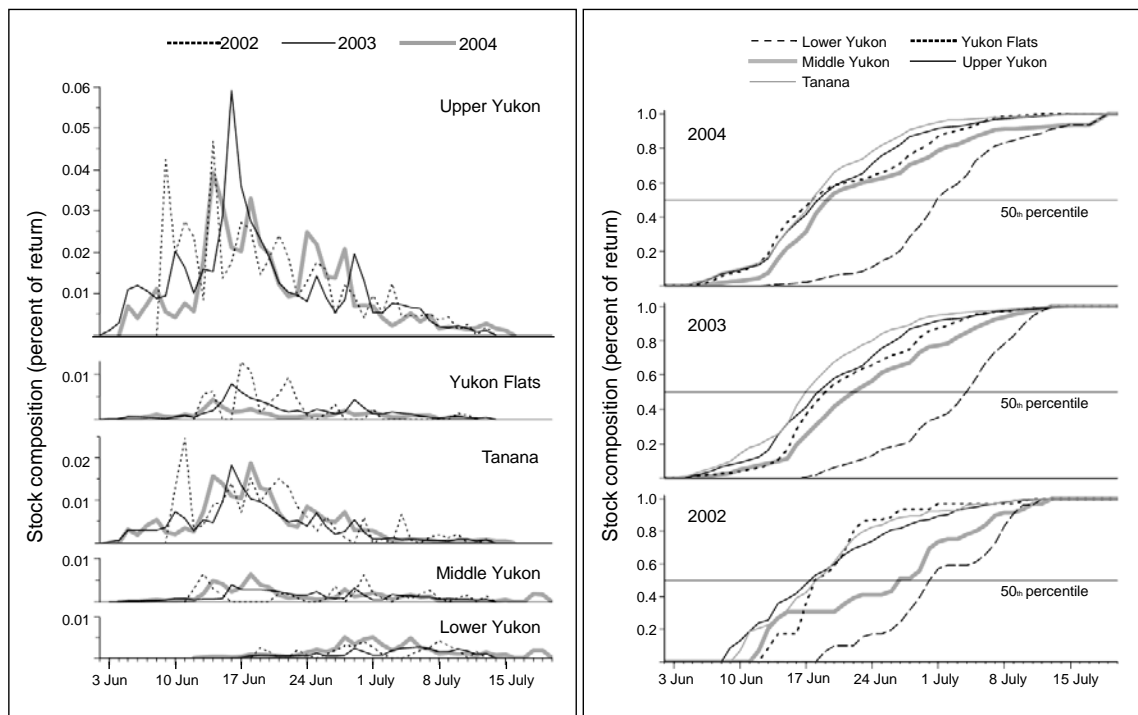 2002 2003 2004
Stock composition (percent of return)
0.06
0.05
0.04
0.03
0.02
0.01
Upper Yukon
0.01
Yukon Flats
0.02
0.01
Tanana
0.01
Middle Yukon
0.01
Lower Yukon
3 Jun 10 Jun 17 Jun 24 Jun 1 July 8 July 15 July
Lower Yukon Yukon Flats
Middle Yukon Upper Yukon
Tanana
Stock composition (percent of return)
1.0
0.8
0.6
0.4
0.2
2004
50th percentile
1.0
0.8
0.6
0.4
0.2
2003
50th percentile
1.0
0.8
0.6
0.4
0.2
2002
50th percentile
3 Jun 10 Jun 17 Jun 24 Jun 1 July 8 July 15 July